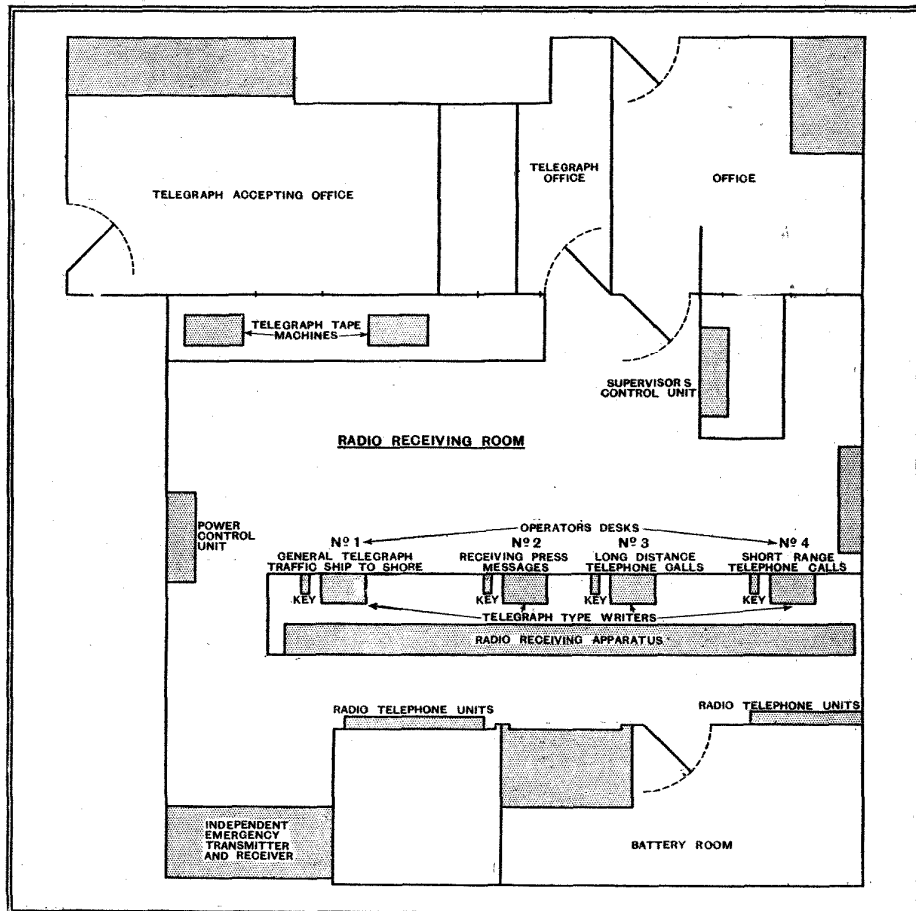 TELEGRAPH ACCEPTING OFFICE
TELEGRAPH
OFFICE
OFFICE
TELEGRAPH TAPE
MACHINES
SUPERVISORS
CONTROL UNIT
RADIO RECEIVING ROOM
POWER
CONTROL
UNIT
OPERATORS DESKS
Nº 1
GENERAL TELEGRAPH
TRAFFIC SHIP TO SHORE
Nº 2
RECEIVING PRESS
MESSAGES
Nº 3
LONG DISTANCE
TELEPHONE CALLS
Nº 4
SHORT RANGE
TELEPHONE CALLS
KEY
KEY
KEY
KEY
TELEGRAPH TYPE WRITERS
RADIO RECEIVING APPARATUS
RADIO TELEPHONE UNITS
RADIO TELEPHONE UNITS
INDEPENDENT
EMERGENCY
TRANSMITTER
AND RECEIVER
BATTERY ROOM